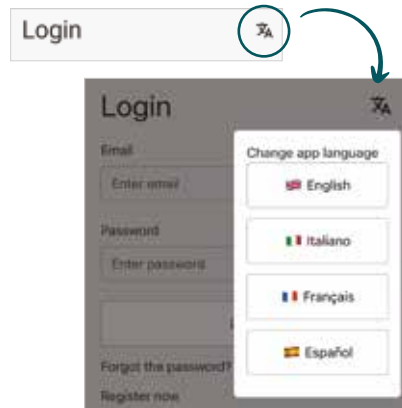 Login
Login
Email
Change app language
Enter email
English
Password
Italiano
Enter password
Français
Español
Forgot the password?
Register now